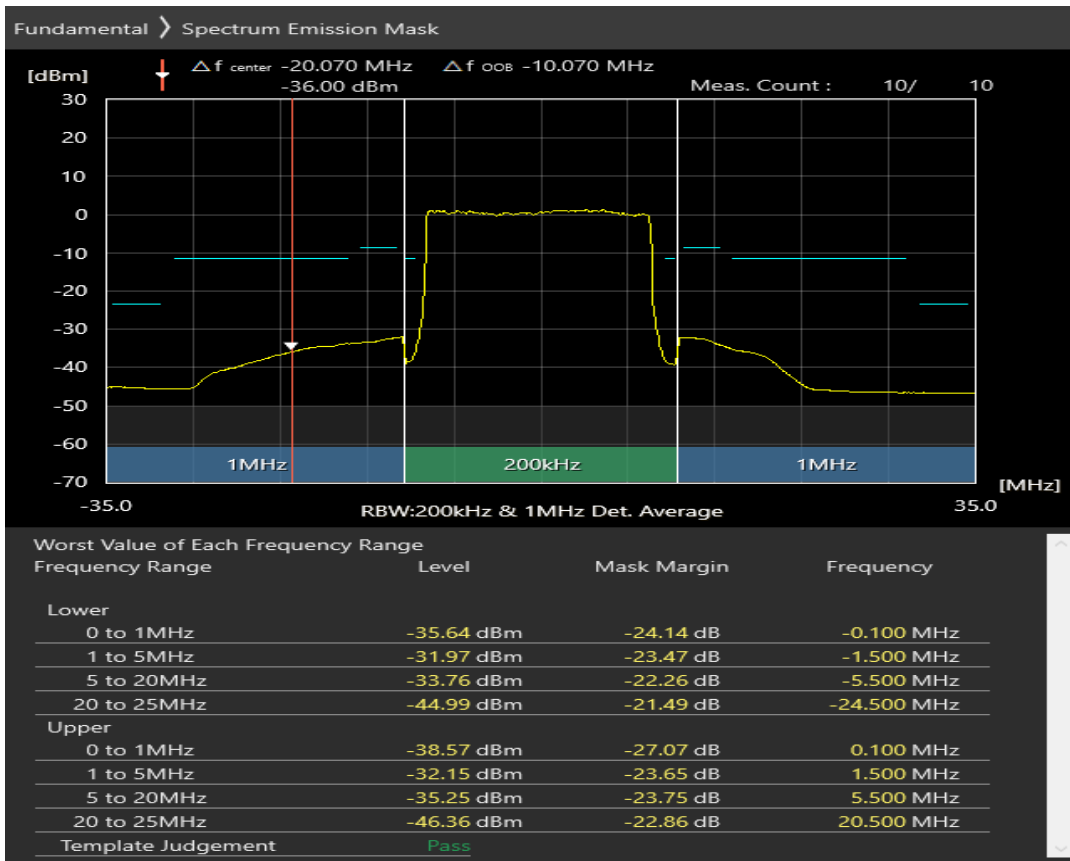 Fundamental ❯ Spectrum Emission Mask
[dBm] △f center -20.070 MHz △f OOB -10.070 MHz
-36.00 dBm Meas. Count : 10/ 10
30
20
10
0
-10
-20
-30
-40
-50
-60
-70
1MHz 200kHz 1MHz
[MHz]
-35.0 RBW:200kHz & 1MHz Det. Average 35.0
Worst Value of Each Frequency Range
Frequency Range Level Mask Margin Frequency
Lower
0 to 1MHz -35.64 dBm -24.14 dB -0.100 MHz
1 to 5MHz -31.97 dBm -23.47 dB -1.500 MHz
5 to 20MHz -33.76 dBm -22.26 dB -5.500 MHz
20 to 25MHz -44.99 dBm -21.49 dB -24.500 MHz
Upper
0 to 1MHz -38.57 dBm -27.07 dB 0.100 MHz
1 to 5MHz -32.15 dBm -23.65 dB 1.500 MHz
5 to 20MHz -35.25 dBm -23.75 dB 5.500 MHz
20 to 25MHz -46.36 dBm -22.86 dB 20.500 MHz
Template Judgement Pass